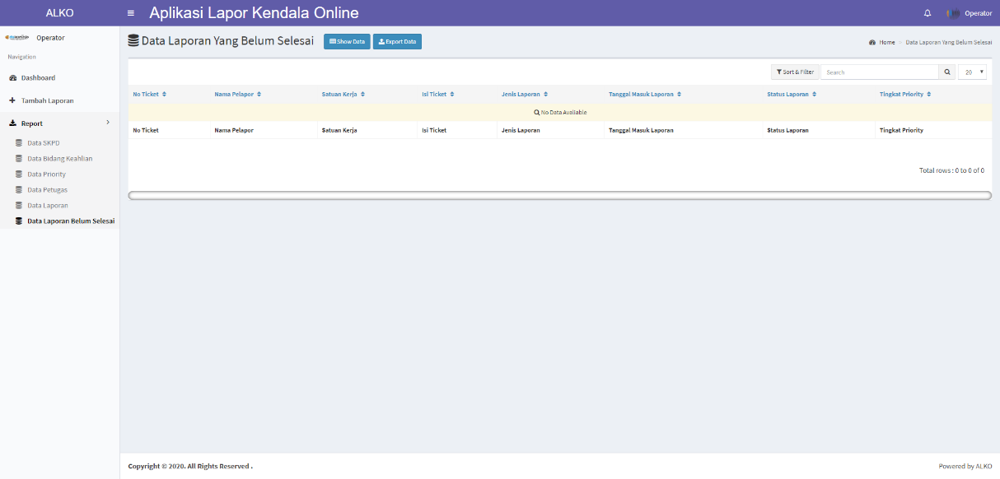 ALKO
Aplikasi Lapor Kendala Online
Operator
Operator
Navigation
Dashboard
Tambah Laporan
Report
Data SKPD
Data Bidang Keahlian
Data Priority
Data Petugas
Data Laporan
Data Laporan Belum Selesai
Data Laporan Yang Belum Selesai
Show Data
Export Data
Home
Data Laporan Yang Belum Selesai
Sort & Filter
Search
20
No Ticket Nama Pelapor Satuan Kerja Isi Ticket Jenis Laporan Tanggal Masuk Laporan Status Laporan Tingkat Priority
No Data Available
No Ticket Nama Pelapor Satuan Kerja Isi Ticket Jenis Laporan Tanggal Masuk Laporan Status Laporan Tingkat Priority
Total rows : 0 to 0 of 0
Copyright © 2020. All Rights Reserved .
Powered by ALKO